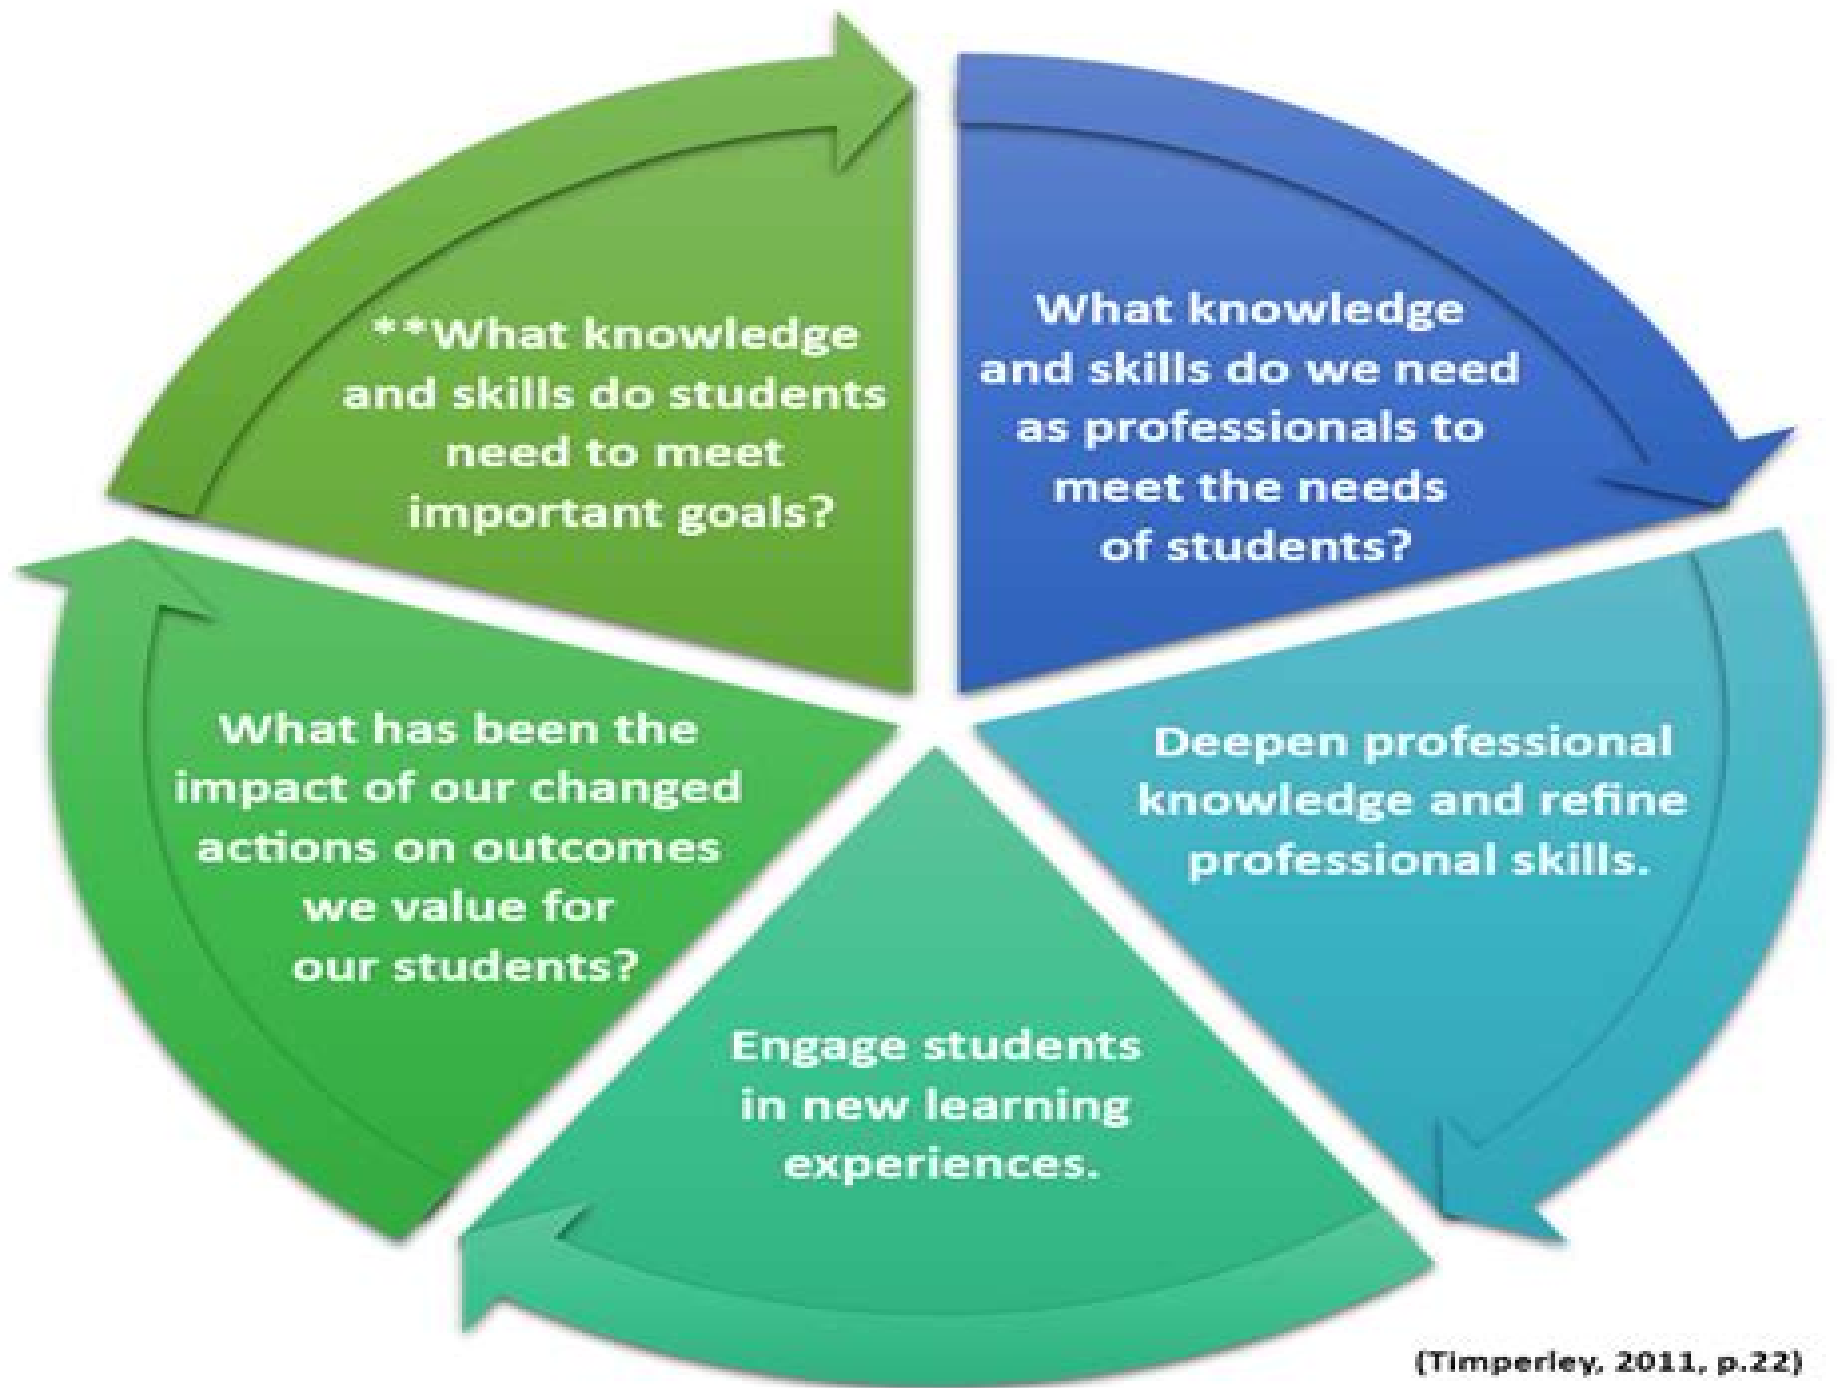 **What knowledge
and skills do students
need to meet
important goals?
What knowledge
and skills do we need
as professionals to
meet the needs
of students?
Deepen professional
knowledge and refine
professional skills.
Engage students
in new learning
experiences.
What has been the
impact of our changed
actions on outcomes
we value for
our students?
(Timperley, 2011, p.22)